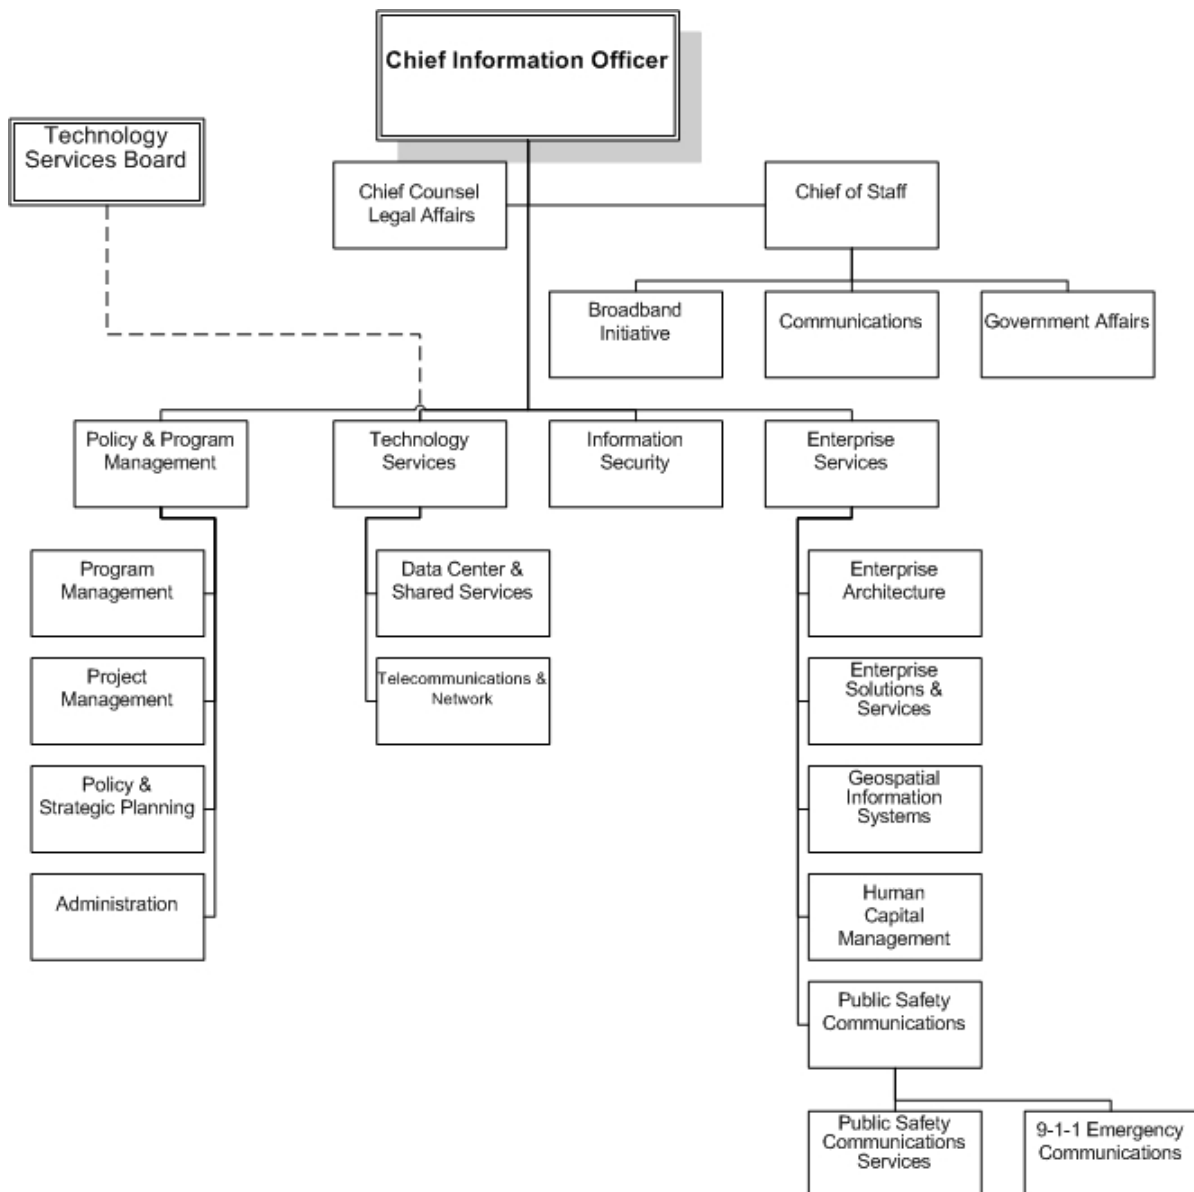 Chief Information Officer
Technology
Services Board
Chief Counsel
Legal Affairs
Chief of Staff
Broadband
Initiative
Communications
Government Affairs
Policy & Program
Management
Technology
Services
Information
Security
Enterprise
Services
Program
Management
Data Center &
Shared Services
Enterprise
Architecture
Project
Management
Telecommunications &
Network
Enterprise
Solutions &
Services
Policy &
Strategic Planning
Geospatial
Information
Systems
Administration
Human
Capital
Management
Public Safety
Communications
Public Safety
Communications
Services
9-1-1 Emergency
Communications